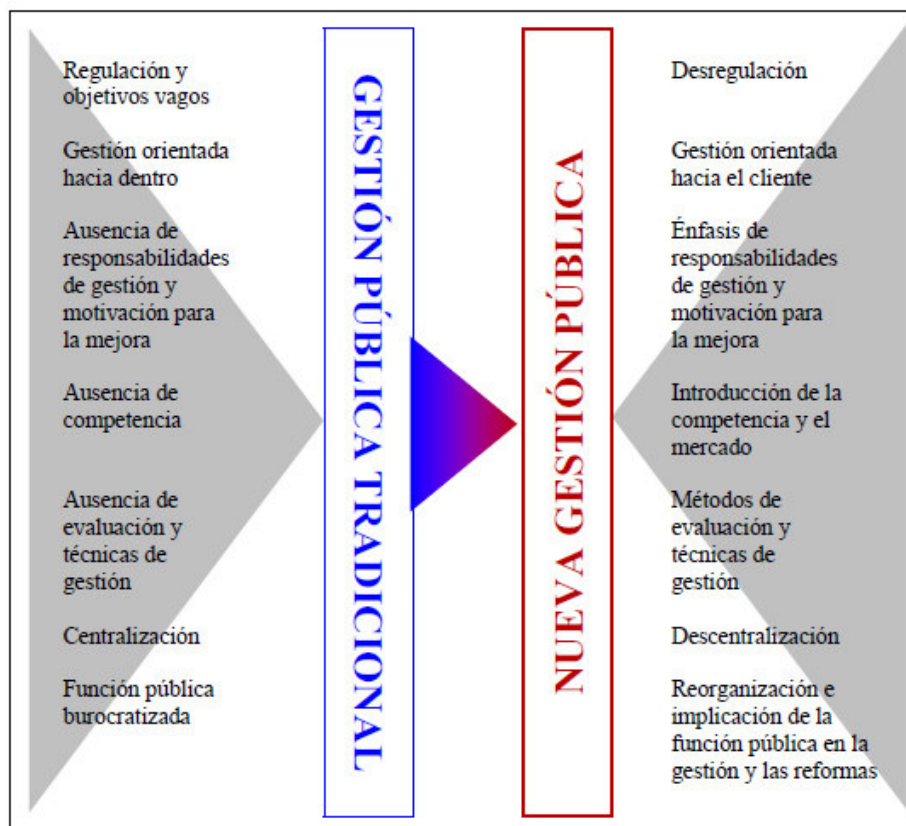 Regulación y
objetivos vagos
Gestión orientada
hacia dentro
Ausencia de
responsabilidades
de gestión y
motivación para
la mejora
Ausencia de
competencia
Ausencia de
evaluación y
técnicas de
gestión
Centralización
Función pública
burocratizada
GESTIÓN PÚBLICA TRADICIONAL
NUEVA GESTIÓN PÚBLICA
Desregulación
Gestión orientada
hacia el cliente
Énfasis de
responsabilidades
de gestión y
motivación para
la mejora
Introducción de la
competencia y el
mercado
Métodos de
evaluación y
técnicas de
gestión
Descentralización
Reorganización e
implicación de la
función pública en la
gestión y las reformas